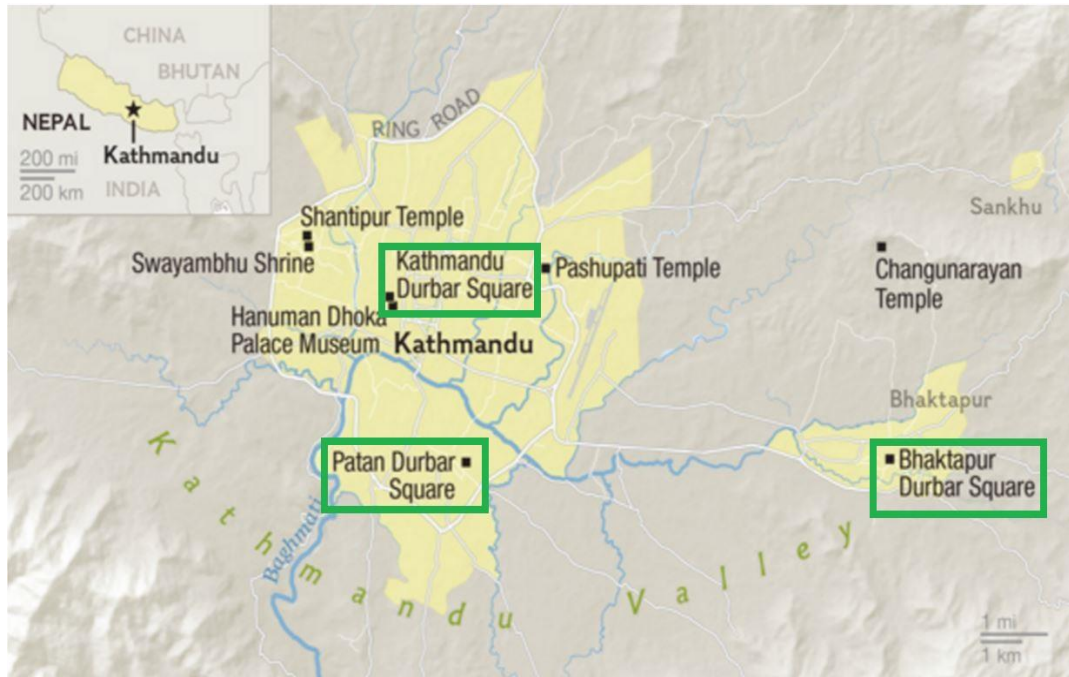 CHINA
BHUTAN
NEPAL
Kathmandu
200 mi
200 km
INDIA
RING ROAD
Sankhu
Shantipur Temple
Swayambhu Shrine
Kathmandu
Durbar Square
Pashupati Temple
Changunarayan
Temple
Hanuman Dhoka
Palace Museum
Kathmandu
Bhaktapur
Patan Durbar
Square
Bhaktapur
Durbar Square
Baghmati
Kathmandu Valley
1 mi
1 km